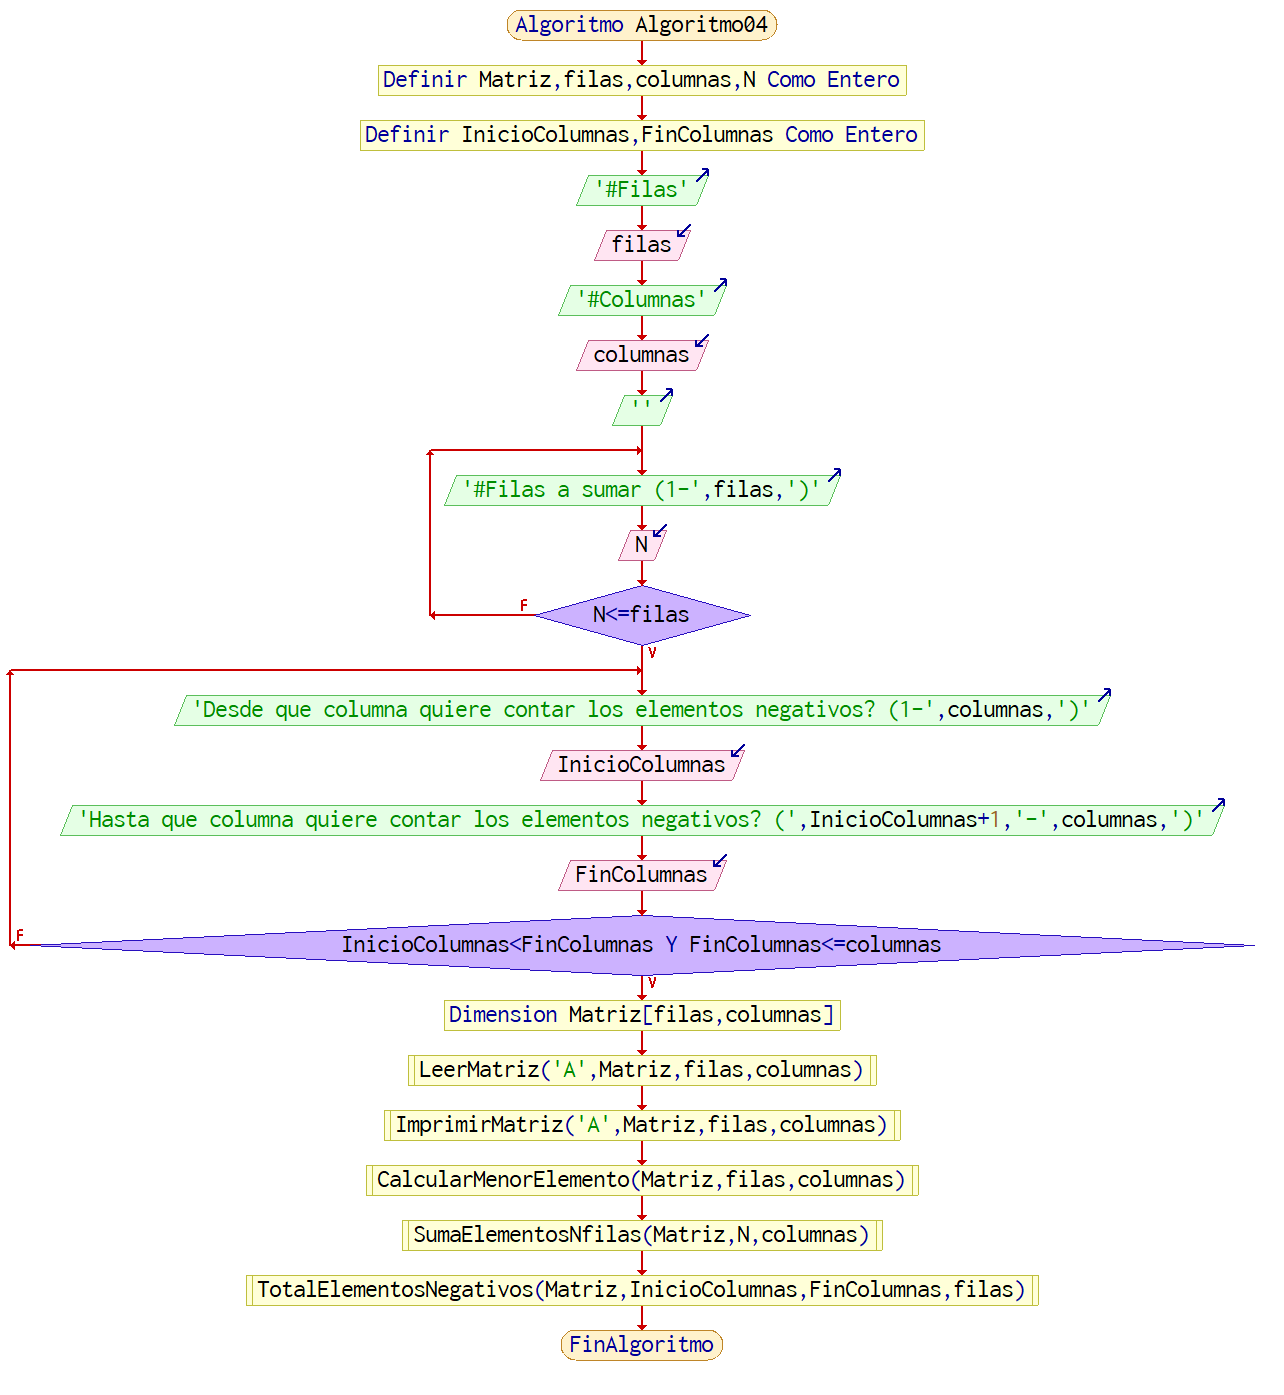 Algoritmo Algoritmo04
Definir Matriz,filas,columnas,N Como Entero
Definir InicioColumnas,FinColumnas Como Entero
'#Filas'
filas
'#Columnas'
columnas
''
'#Filas a sumar (1-',filas,')'
N
F
N<=filas
V
'Desde que columna quiere contar los elementos negativos? (1-',columnas,')'
InicioColumnas
'Hasta que columna quiere contar los elementos negativos? (',InicioColumnas+1,'-',columnas,')'
FinColumnas
F
InicioColumnas<FinColumnas Y FinColumnas<=columnas
V
Dimension Matriz[filas,columnas]
LeerMatriz('A',Matriz,filas,columnas)
ImprimirMatriz('A',Matriz,filas,columnas)
CalcularMenorElemento(Matriz,filas,columnas)
SumaElementosNfilas(Matriz,N,columnas)
TotalElementosNegativos(Matriz,InicioColumnas,FinColumnas,filas)
FinAlgoritmo